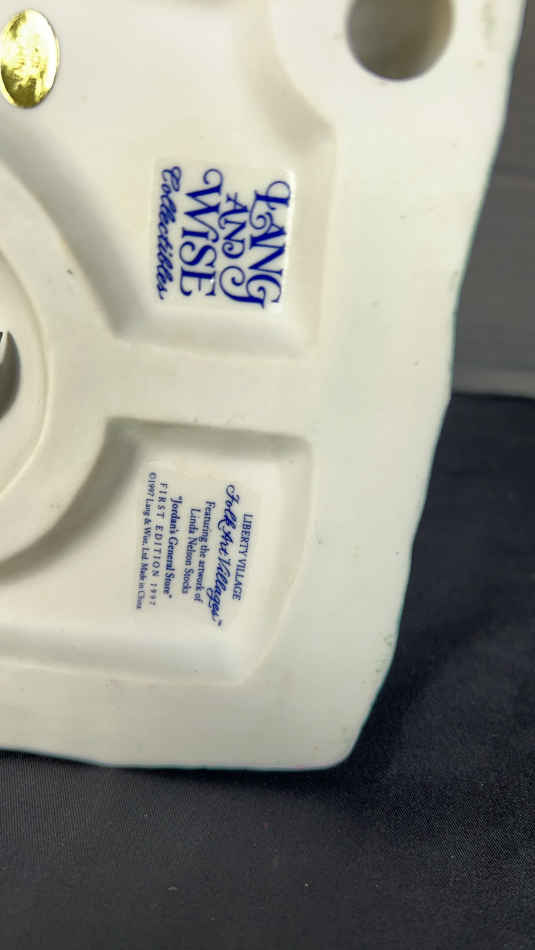 LANG
AND
WISE
Collectibles
LIBERTY VILLAGE
Folk Art Villages™
Featuring the artwork of
Linda Nelson Stocks
"Jordan's General Store"
FIRST EDITION 1997
©1997 Lang & Wise, Ltd. Made in China